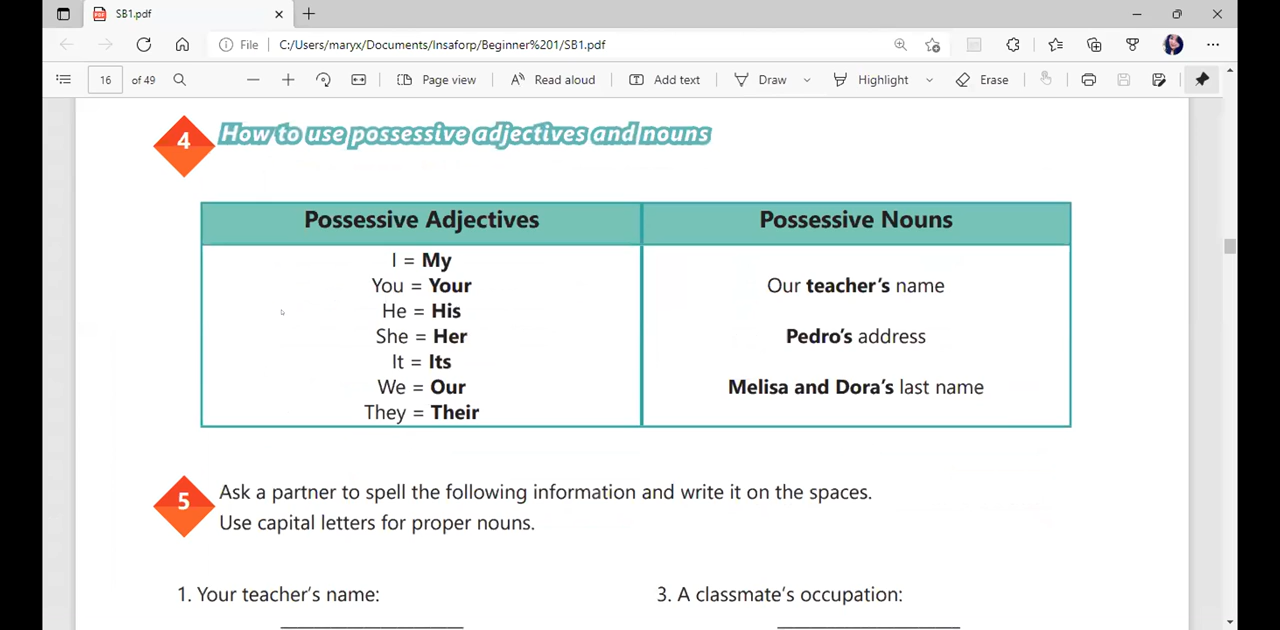 SB1.pdf
File | C:/Users/maryx/Documents/Insaforp/Beginner%201/SB1.pdf
16 of 49 Page view Read aloud Add text Draw Highlight Erase
4 How to use possessive adjectives and nouns
Possessive Adjectives Possessive Nouns
I = My
You = Your Our teacher's name
He = His
She = Her Pedro's address
It = Its
We = Our Melisa and Dora's last name
They = Their
5 Ask a partner to spell the following information and write it on the spaces.
Use capital letters for proper nouns.
1. Your teacher's name: 3. A classmate's occupation: